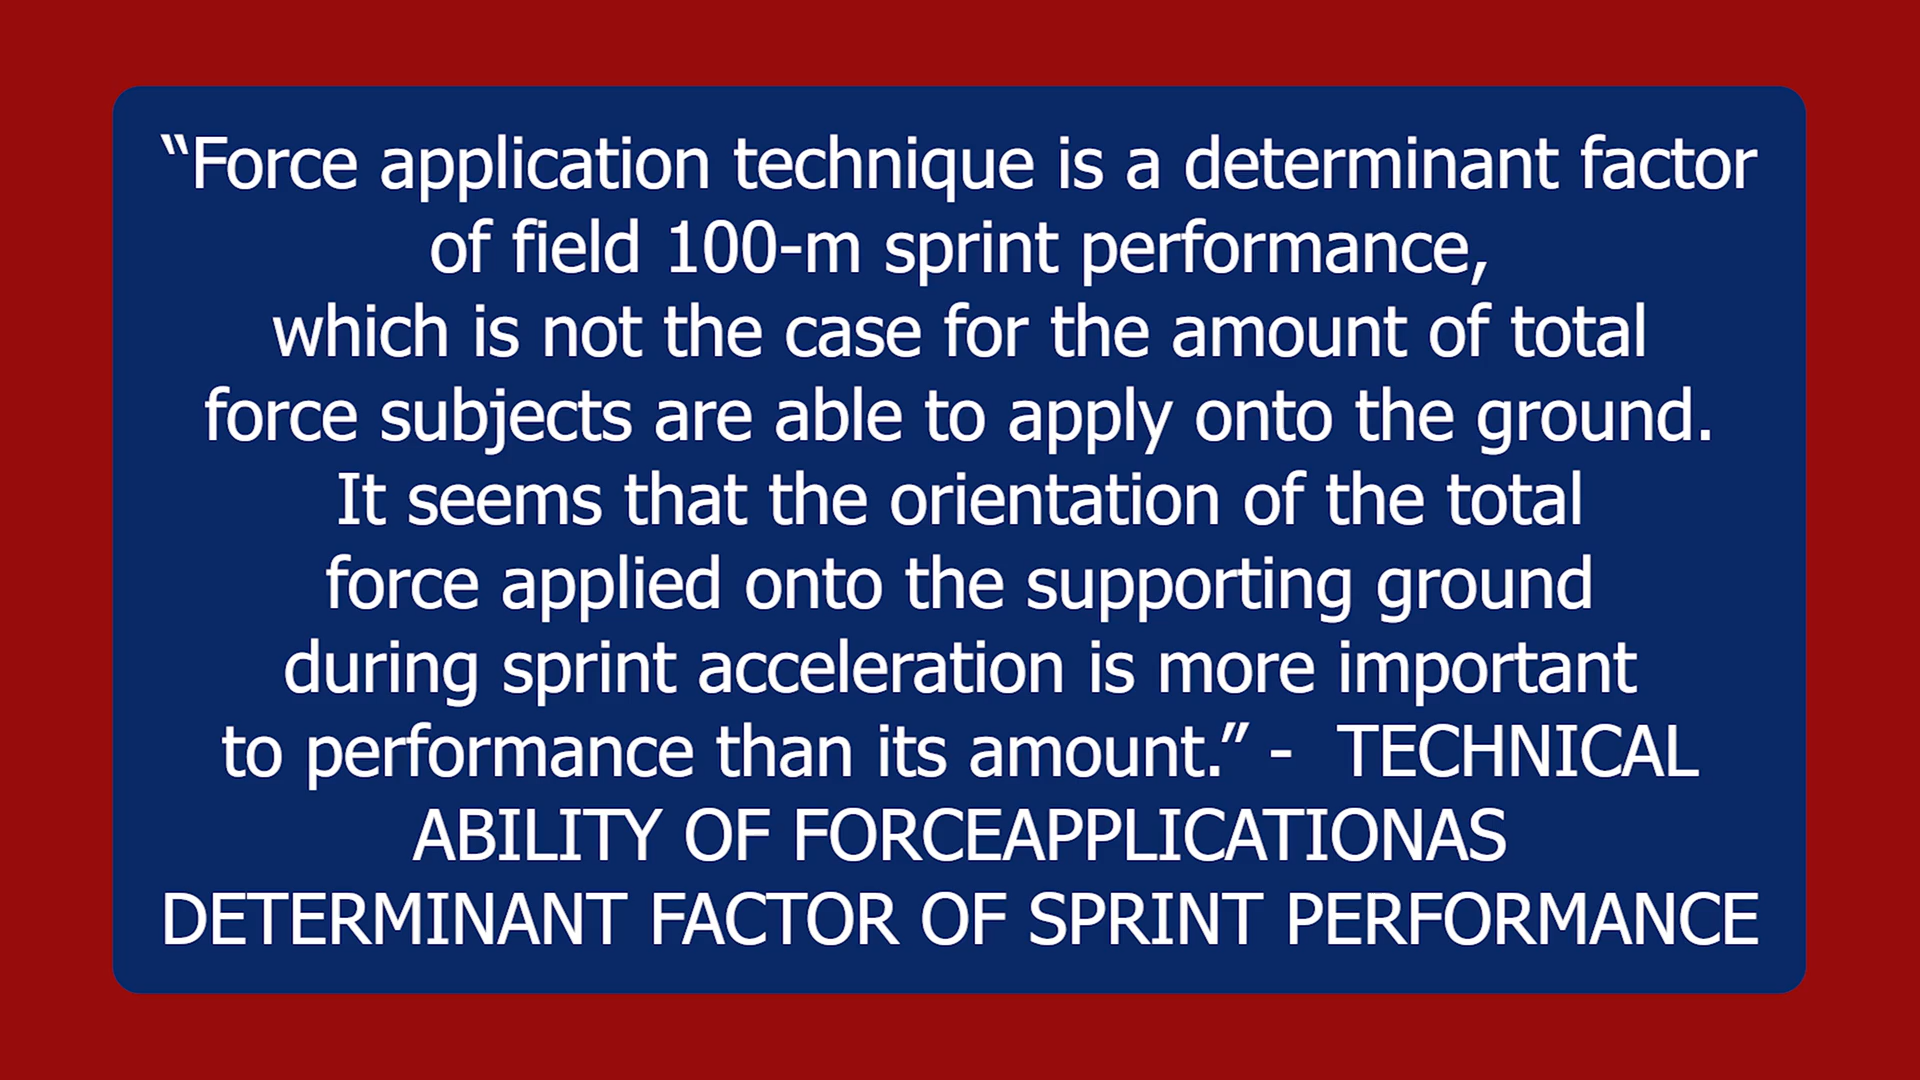 “Force application technique is a determinant factor
of field 100-m sprint performance,
which is not the case for the amount of total
force subjects are able to apply onto the ground.
It seems that the orientation of the total
force applied onto the supporting ground
during sprint acceleration is more important
to performance than its amount.” -  TECHNICAL
ABILITY OF FORCEAPPLICATIONAS
DETERMINANT FACTOR OF SPRINT PERFORMANCE